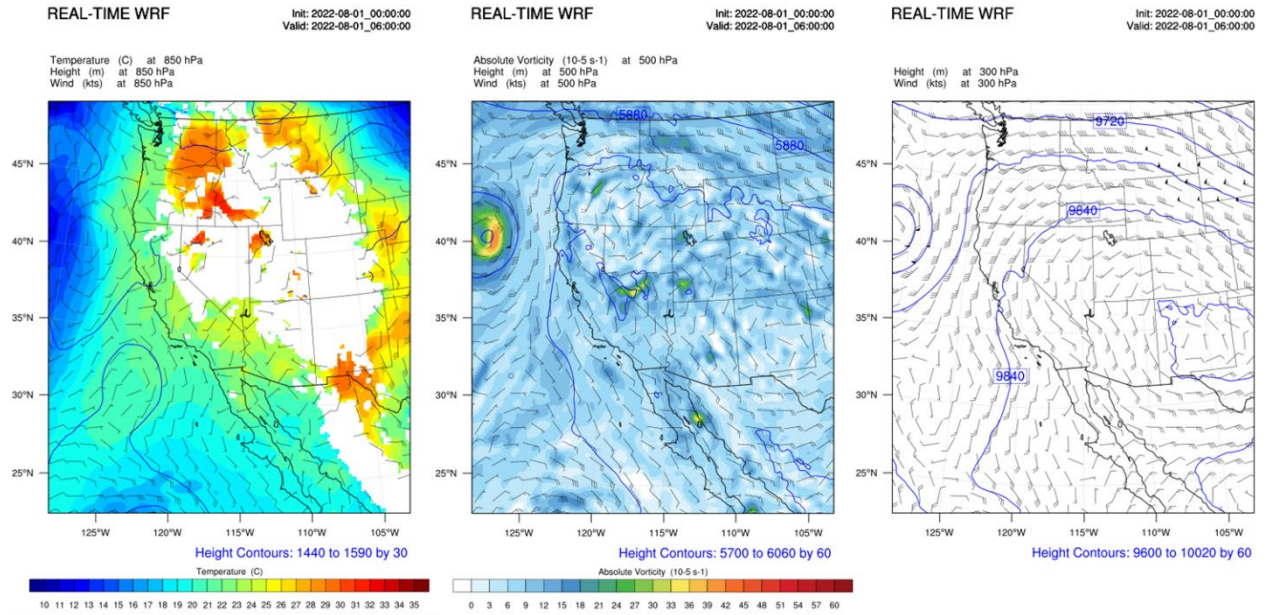 REAL-TIME WRF
Init: 2022-08-01_00:00:00
Valid: 2022-08-01_06:00:00
Temperature (C) at 850 hPa
Height (m) at 850 hPa
Wind (kts) at 850 hPa
45°N
40°N
35°N
30°N
25°N
125°W
120°W
115°W
110°W
Height Contours: 1440 to 1590 by 30
Temperature (C)
10 11 12 13 14 15 16 17 18 19 20 21 22 23 24 25 26 27 28 29 30 31 32 33 34 35
REAL-TIME WRF
Init: 2022-08-01_00:00:00
Valid: 2022-08-01_06:00:00
Absolute Vorticity (10-5 s-1) at 500 hPa
Height (m) at 500 hPa
Wind (kts) at 500 hPa
5880
5880
45°N
40°N
35°N
30°N
25°N
125°W
120°W
115°W
110°W
Height Contours: 5700 to 6060 by 60
Absolute Vorticity (10-5 s-1)
0 3 6 9 12 15 18 21 24 27 30 33 36 39 42 45 48 51 54 57 60
REAL-TIME WRF
Init: 2022-08-01_00:00:00
Valid: 2022-08-01_06:00:00
Height (m) at 300 hPa
Wind (kts) at 300 hPa
9720
45°N
9840
40°N
35°N
9840
30°N
25°N
125°W
120°W
115°W
110°W
Height Contours: 9600 to 10020 by 60